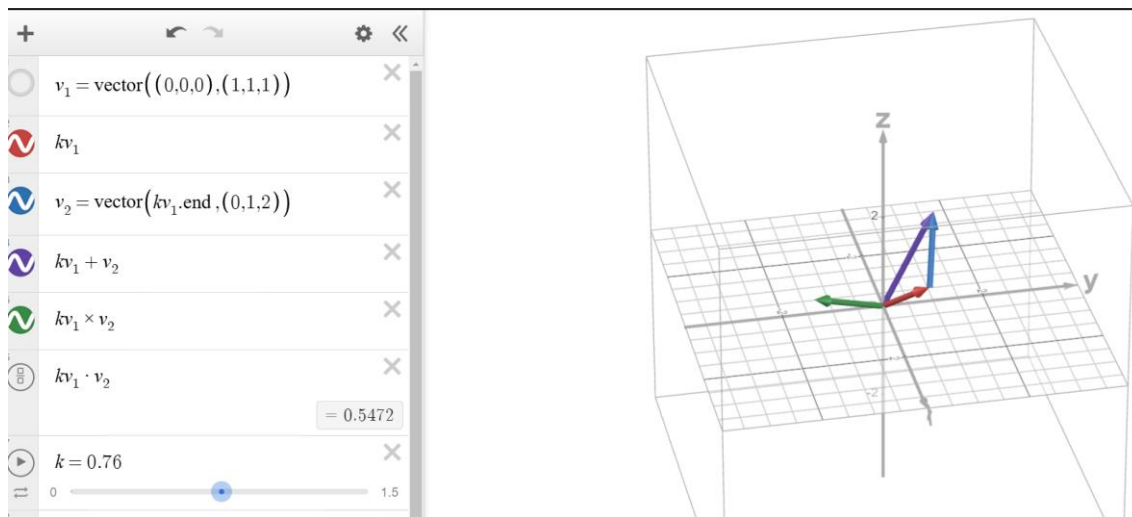 v₁ = vector((0,0,0),(1,1,1))
kv₁
v₂ = vector(kv₁.end ,(0,1,2))
kv₁ + v₂
kv₁ × v₂
kv₁ · v₂
= 0.5472
k = 0.76
0 1.5
z
2
y
-2